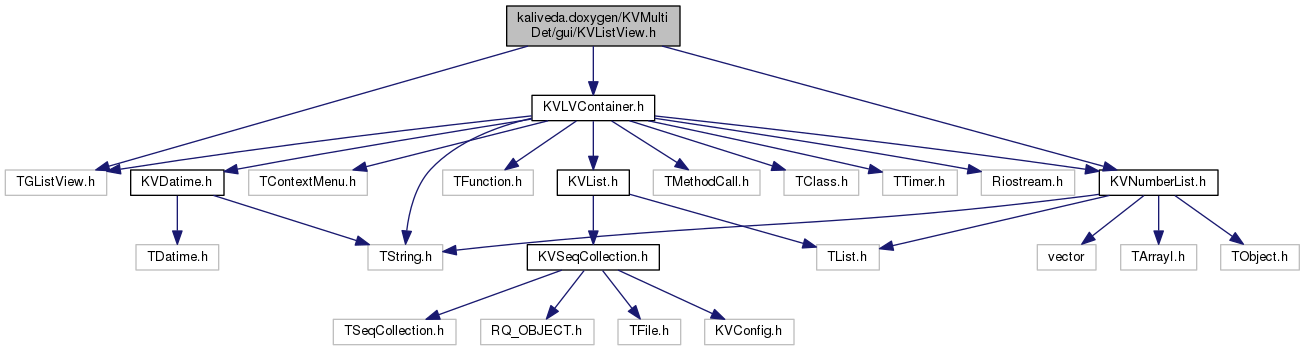 kaliveda.doxygen/KVMulti
Det/gui/KVListView.h
KVLVContainer.h
TGListView.h
KVDatime.h
TContextMenu.h
TFunction.h
KVList.h
TMethodCall.h
TClass.h
TTimer.h
Riostream.h
KVNumberList.h
TDatime.h
TString.h
KVSeqCollection.h
TList.h
vector
TArrayI.h
TObject.h
TSeqCollection.h
RQ_OBJECT.h
TFile.h
KVConfig.h